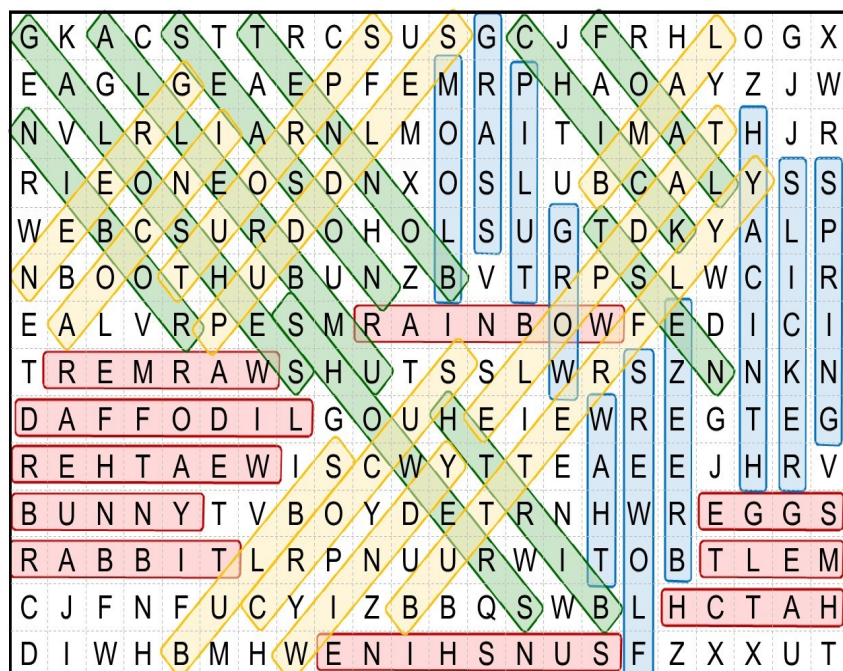 G K A C S T T R C S U S G C J F R H L O G X
E A G L G E A E P F E M R P H A O A Y Z J W
N V L R L I A R N L M O A I T I M A T H J R
R I E O N E O S D N X O S L U B C A L Y S S
W E B C S U R D O H O L S U G T D K Y A L P
N B O O T H U B U N Z B V T R P S L W C I R
E A L V R P E S M R A I N B O W F E D I C I
T R E M R A W S H U T S S L W R S Z N N K N
D A F F O D I L G O U H E I E W R E G T E G
R E H T A E W I S C W Y T T E A E E J H R V
B U N N Y T V B O Y D E T R N H W R E G G S
R A B B I T L R P N U U R W I T O B T L E M
C J F N F U C Y I Z B B Q S W B L H C T A H
D I W H B M H W E N I H S N U S F Z X X U T